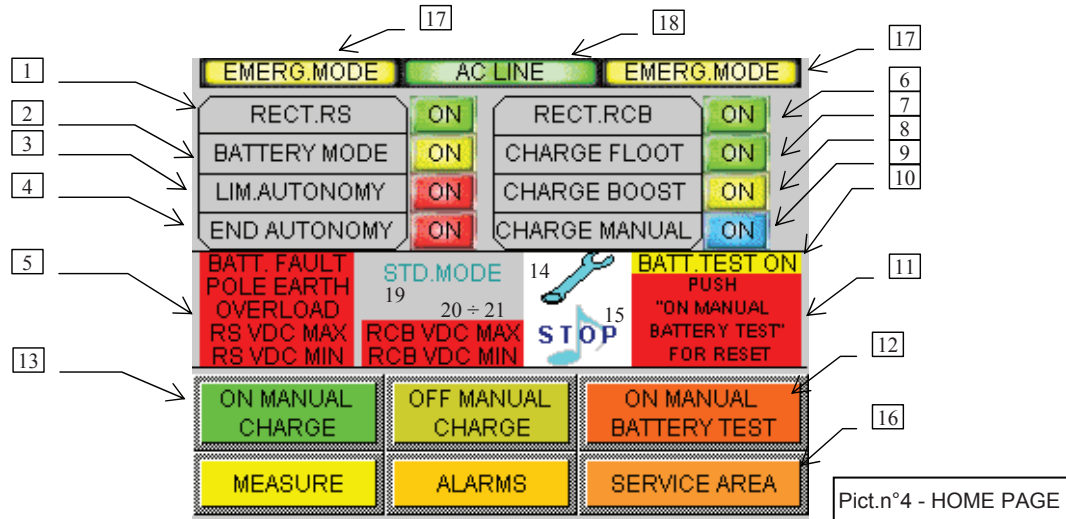 17
18
17
EMERG.MODE AC LINE EMERG.MODE
1
RECT.RS ON RECT.RCB ON
6
2
BATTERY MODE ON CHARGE FLOOT ON
7
3
LIM.AUTONOMY ON CHARGE BOOST ON
8
4
END AUTONOMY ON CHARGE MANUAL ON
9
10
5
BATT. FAULT
POLE EARTH
OVERLOAD
RS VDC MAX
RS VDC MIN
STD.MODE
19
20 ÷ 21
RCB VDC MAX
RCB VDC MIN
14
15
STOP
BATT.TEST ON
PUSH
"ON MANUAL
BATTERY TEST"
FOR RESET
11
13
12
ON MANUAL
CHARGE
OFF MANUAL
CHARGE
ON MANUAL
BATTERY TEST
16
MEASURE ALARMS SERVICE AREA
Pict.n°4 - HOME PAGE